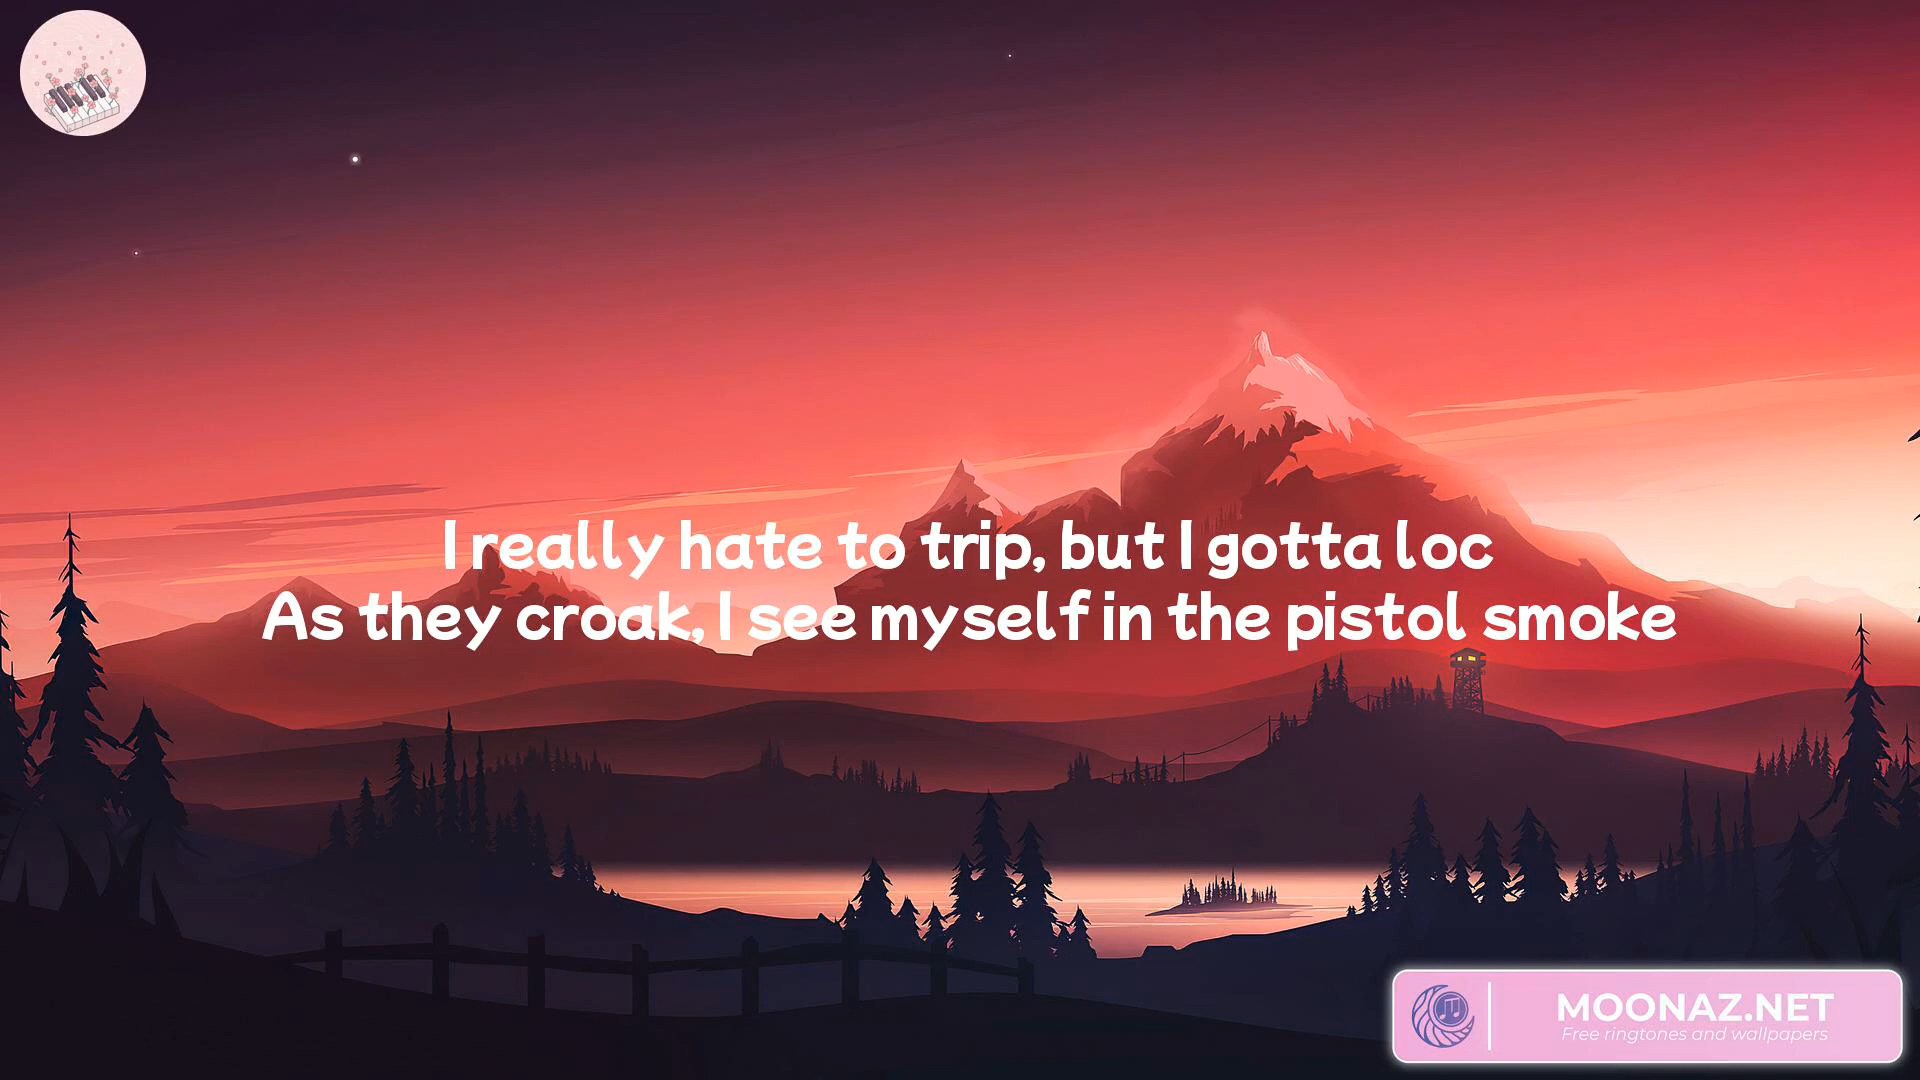 I really hate to trip, but I gotta loc
As they croak, I see myself in the pistol smoke
MOONAZ.NET
Free ringtones and wallpapers